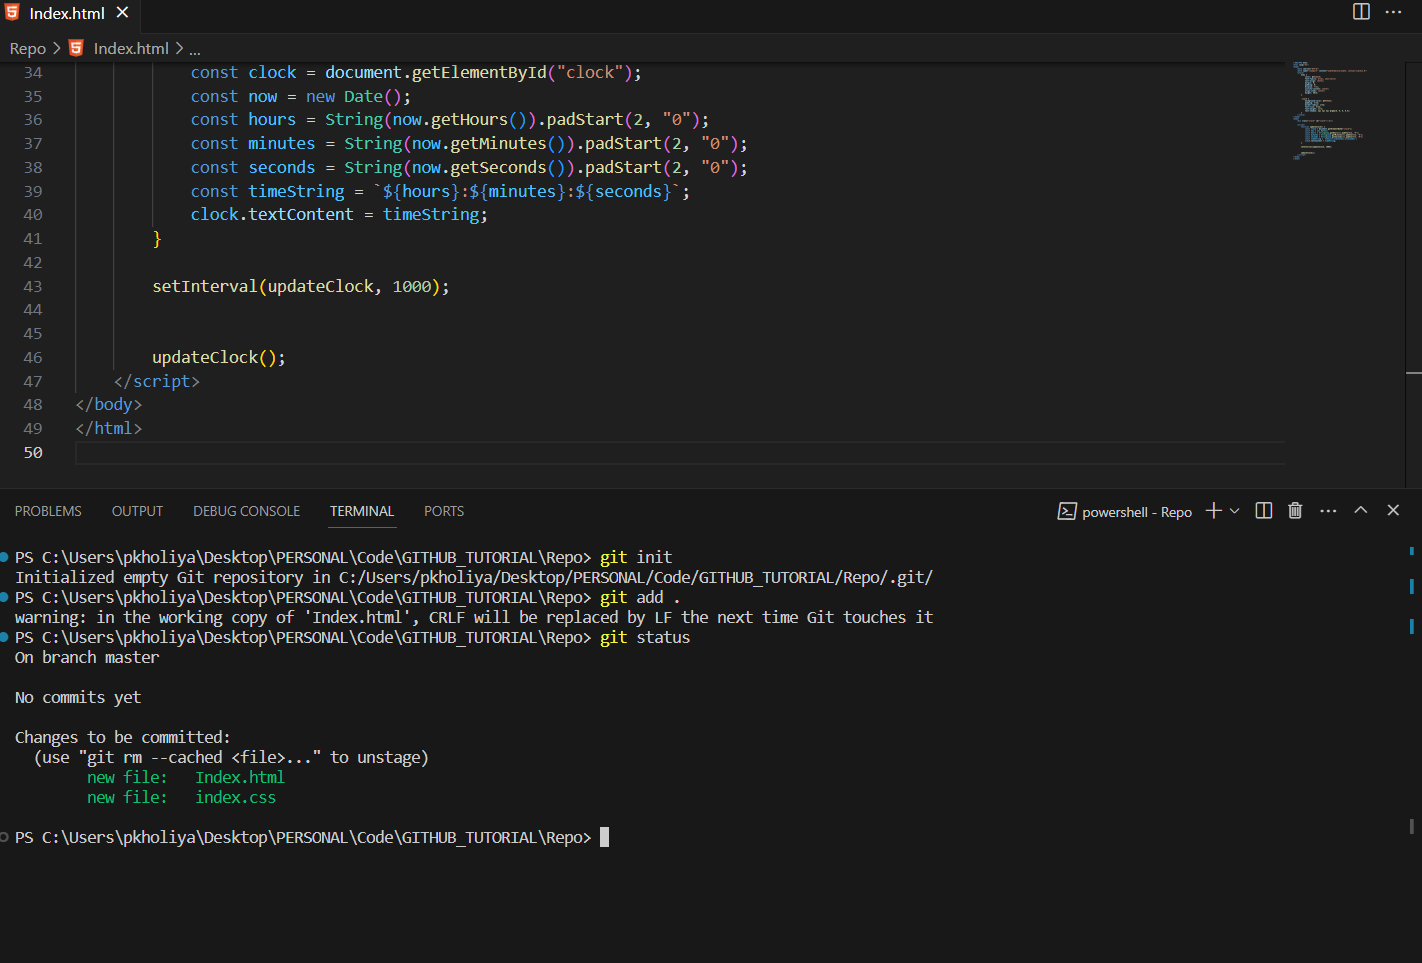 Index.html
Repo > Index.html > ...
34 const clock = document.getElementById("clock");
35 const now = new Date();
36 const hours = String(now.getHours()).padStart(2, "0");
37 const minutes = String(now.getMinutes()).padStart(2, "0");
38 const seconds = String(now.getSeconds()).padStart(2, "0");
39 const timeString = `${hours}:${minutes}:${seconds}`;
40 clock.textContent = timeString;
41 }
42
43 setInterval(updateClock, 1000);
44
45
46 updateClock();
47 </script>
48 </body>
49 </html>
50
PROBLEMS OUTPUT DEBUG CONSOLE TERMINAL PORTS powershell - Repo
PS C:\Users\pkholiya\Desktop\PERSONAL\Code\GITHUB_TUTORIAL\Repo> git init
Initialized empty Git repository in C:/Users/pkholiya/Desktop/PERSONAL/Code/GITHUB_TUTORIAL/Repo/.git/
PS C:\Users\pkholiya\Desktop\PERSONAL\Code\GITHUB_TUTORIAL\Repo> git add .
warning: in the working copy of 'Index.html', CRLF will be replaced by LF the next time Git touches it
PS C:\Users\pkholiya\Desktop\PERSONAL\Code\GITHUB_TUTORIAL\Repo> git status
On branch master
No commits yet
Changes to be committed:
(use "git rm --cached <file>..." to unstage)
new file: Index.html
new file: index.css
PS C:\Users\pkholiya\Desktop\PERSONAL\Code\GITHUB_TUTORIAL\Repo>